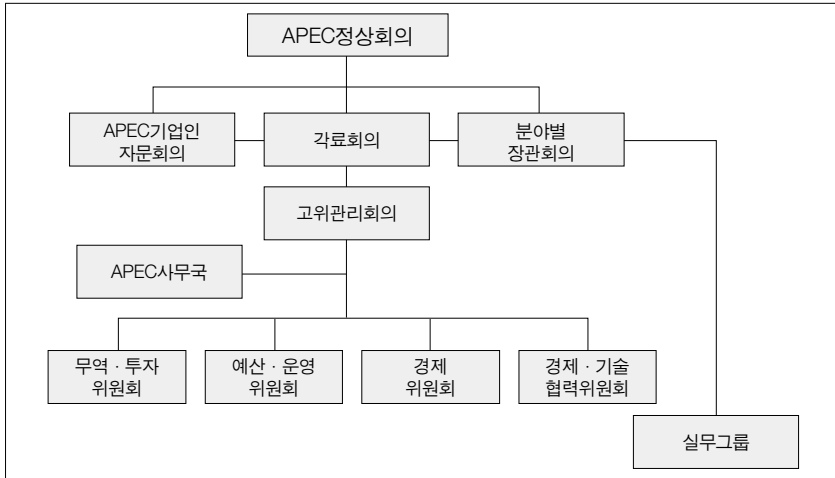 APEC정상회의
APEC기업인
자문회의
각료회의
분야별
장관회의
고위관리회의
APEC사무국
무역 · 투자
위원회
예산 · 운영
위원회
경제
위원회
경제 · 기술
협력위원회
실무그룹